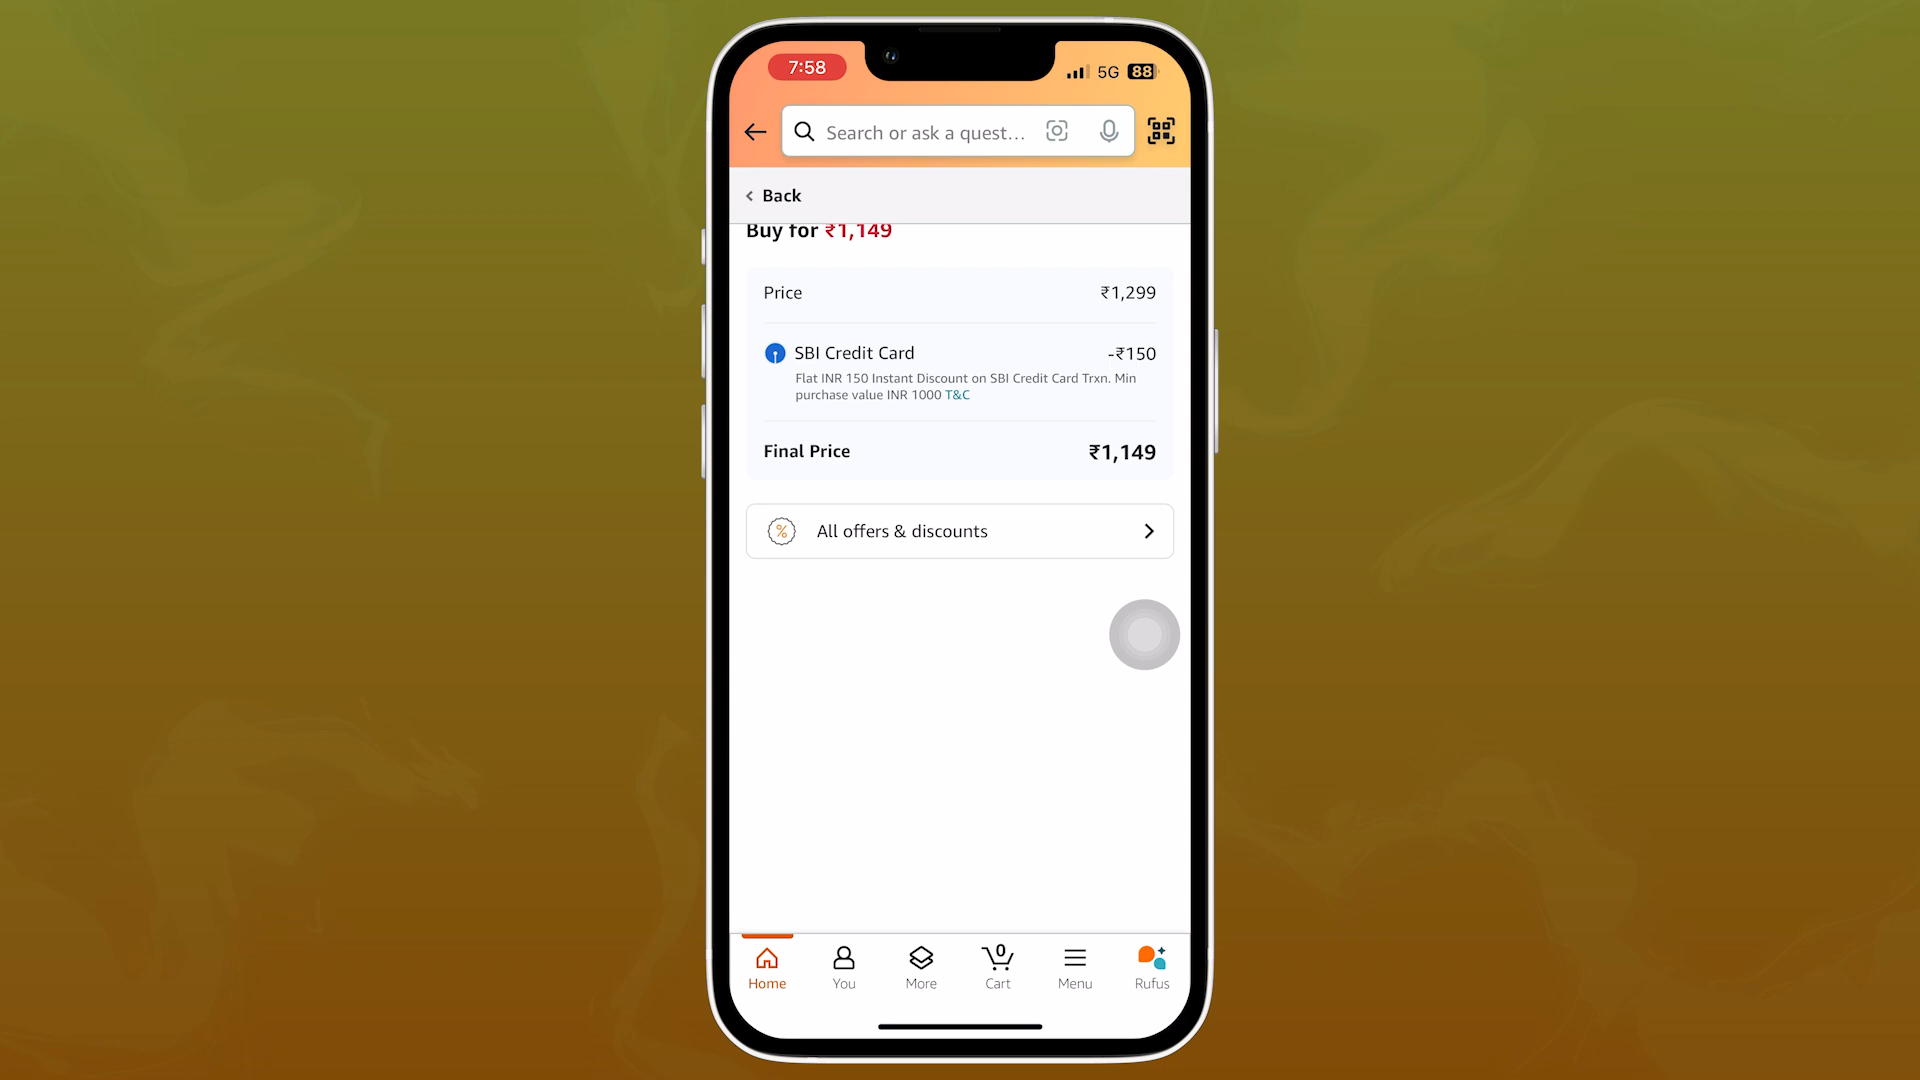 7:58
5G 88
Search or ask a quest...
Back
Buy for ₹1,149
Price ₹1,299
SBI Credit Card -₹150
Flat INR 150 Instant Discount on SBI Credit Card Trxn. Min
purchase value INR 1000 T&C
Final Price ₹1,149
% All offers & discounts
0
Home You More Cart Menu Rufus